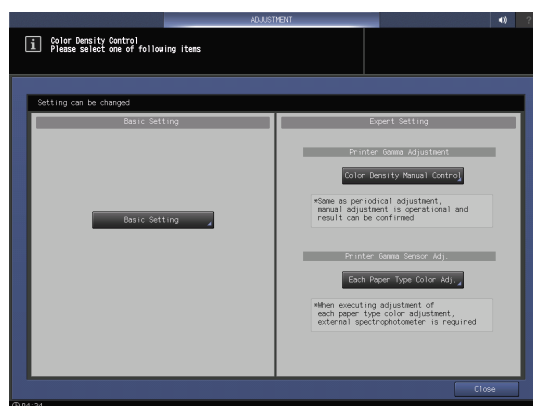 ADJUSTMENT
?
i
Color Density Control
Please select one of following items
Setting can be changed
Basic Setting
Basic Setting
Expert Setting
Printer Gamma Adjustment
Color Density Manual Control
*Same as periodical adjustment,
manual adjustment is operational and
result can be confirmed
Printer Gamma Sensor Adj.
Each Paper Type Color Adj.
*When executing adjustment of
each paper type color adjustment,
external spectrophotometer is required
Close